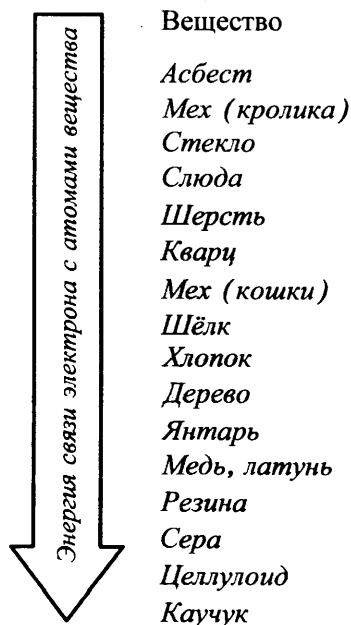 Энергия связи электрона с атомами вещества
Вещество
Асбест
Мех (кролика)
Стекло
Слюда
Шерсть
Кварц
Мех (кошки)
Шёлк
Хлопок
Дерево
Янтарь
Медь, латунь
Резина
Сера
Целлулоид
Каучук